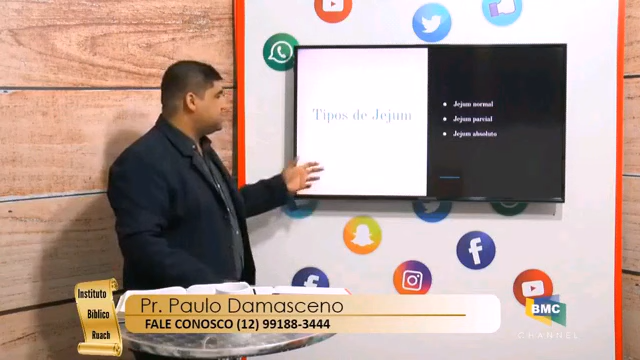 Tipos de Jejum
● Jejum normal
● Jejum parcial
● Jejum absoluto
Instituto
Bíblico
Ruach
Pr. Paulo Damasceno
FALE CONOSCO (12) 99188-3444
BMC
CHANNEL